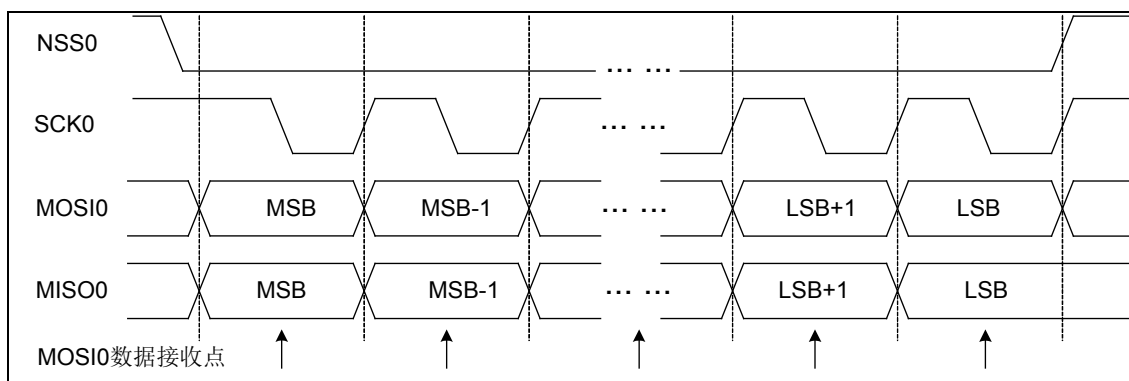 NSS0
... ...
SCK0
... ...
MOSI0 MSB MSB-1 ... ... LSB+1 LSB
MISO0 MSB MSB-1 ... ... LSB+1 LSB
MOSI0数据接收点